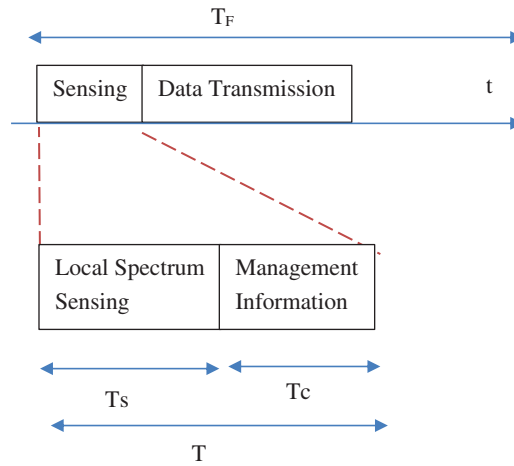 T_F
Sensing
Data Transmission
t
Local Spectrum
Sensing
Management
Information
Ts
Tc
T